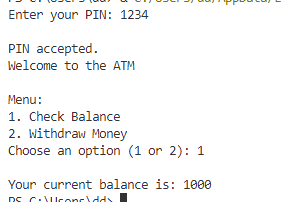 Enter your PIN: 1234
PIN accepted.
Welcome to the ATM
Menu:
1. Check Balance
2. Withdraw Money
Choose an option (1 or 2): 1
Your current balance is: 1000
PS C:\Users\dd>